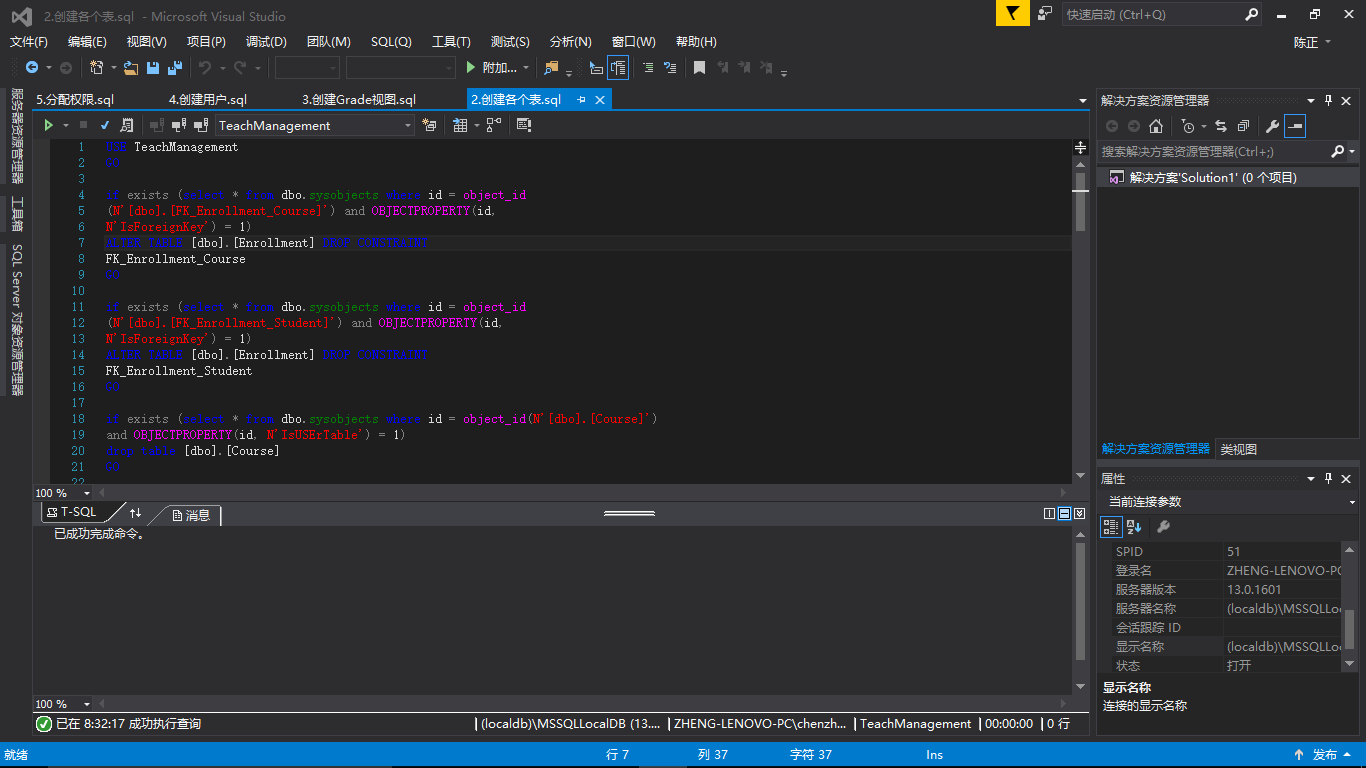 2.创建各个表.sql - Microsoft Visual Studio
快速启动 (Ctrl+Q)
文件(F) 编辑(E) 视图(V) 项目(P) 调试(D) 团队(M) SQL(Q) 工具(T) 测试(S) 分析(N) 窗口(W) 帮助(H)
陈正
附加...
服务器资源管理器
工具箱
SQL Server 对象资源管理器
5.分配权限.sql 4.创建用户.sql 3.创建Grade视图.sql 2.创建各个表.sql
TeachManagement
1 USE TeachManagement
2 GO
3
4 if exists (select * from dbo.sysobjects where id = object_id
5 (N'[dbo].[FK_Enrollment_Course]') and OBJECTPROPERTY(id,
6 N'IsForeignKey') = 1)
7 ALTER TABLE [dbo].[Enrollment] DROP CONSTRAINT
8 FK_Enrollment_Course
9 GO
10
11 if exists (select * from dbo.sysobjects where id = object_id
12 (N'[dbo].[FK_Enrollment_Student]') and OBJECTPROPERTY(id,
13 N'IsForeignKey') = 1)
14 ALTER TABLE [dbo].[Enrollment] DROP CONSTRAINT
15 FK_Enrollment_Student
16 GO
17
18 if exists (select * from dbo.sysobjects where id = object_id(N'[dbo].[Course]')
19 and OBJECTPROPERTY(id, N'IsUSErTable') = 1)
20 drop table [dbo].[Course]
21 GO
22
100 %
T-SQL 消息
已成功完成命令。
100 %
已在 8:32:17 成功执行查询
(localdb)\MSSQLLocalDB (13.... ZHENG-LENOVO-PC\chenzh... TeachManagement 00:00:00 0 行
解决方案资源管理器
搜索解决方案资源管理器(Ctrl+;)
解决方案'Solution1' (0 个项目)
解决方案资源管理器 类视图
属性
当前连接参数
SPID 51
登录名 ZHENG-LENOVO-PC
服务器版本 13.0.1601
服务器名称 (localdb)\MSSQLLoc
会话跟踪 ID
显示名称 (localdb)\MSSQLLoc
状态 打开
显示名称
连接的显示名称
就绪 行 7 列 37 字符 37 Ins 发布